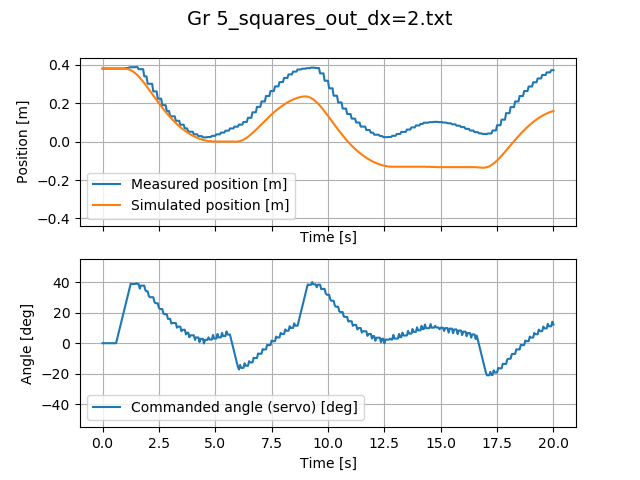 Gr 5_squares_out_dx=2.txt
0.4
0.2
0.0
−0.2
−0.4
Position [m]
Measured position [m]
Simulated position [m]
Time [s]
40
20
0
−20
−40
Angle [deg]
Commanded angle (servo) [deg]
0.0 2.5 5.0 7.5 10.0 12.5 15.0 17.5 20.0
Time [s]